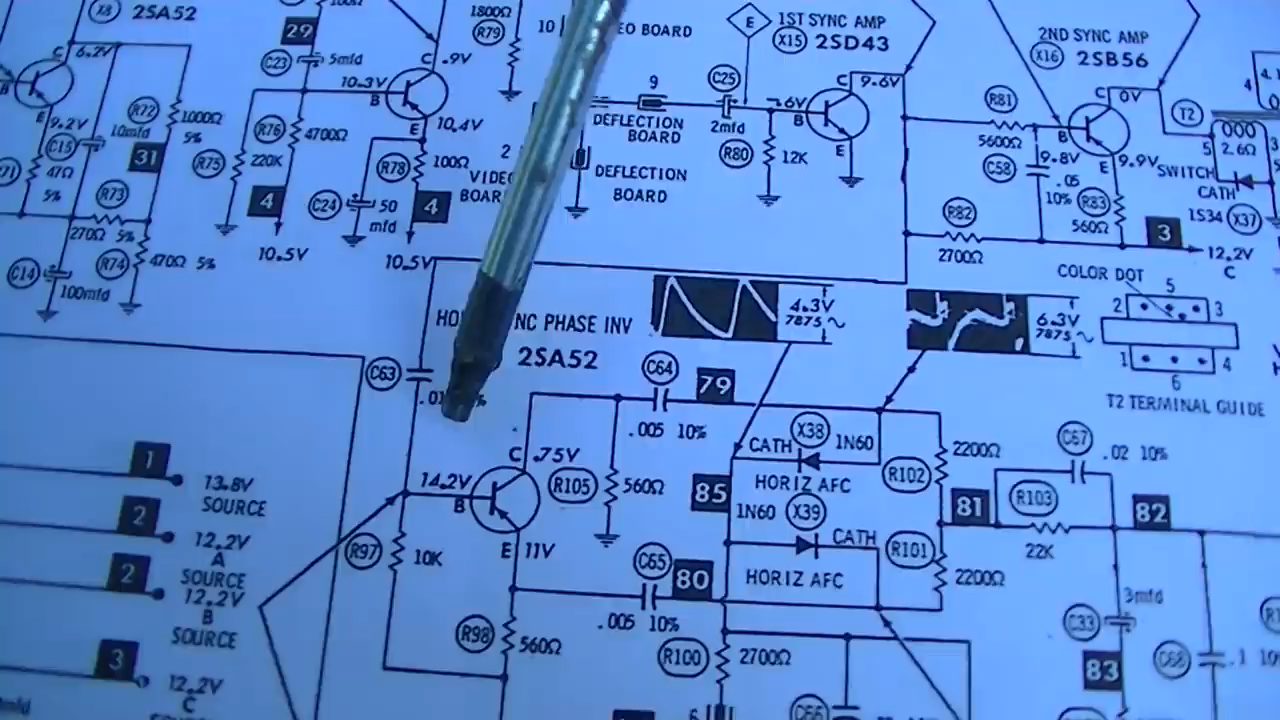 X8 2SA52
6.2V
C
B
E
9.2V
10mfd
C15
47Ω
5%
R72
1000Ω
5%
31
R73
270Ω 5%
R74
470Ω 5%
C14
100mfd
29
C23
5mfd
10.3V
B
C
.9V
E
10.4V
R76
4700Ω
R75
220K
4
10.5V
C24
50
mfd
R78
100Ω
4
10.5V
1800Ω
R79
10
2
9
DEFLECTION
BOARD
DEFLECTION
BOARD
C25
2mfd
E
1ST SYNC AMP
X15 2SD43
.6V
B
C
9.6V
E
R80
12K
2ND SYNC AMP
X16 2SB56
R81
5600Ω
C58
9.8V
.05
10%
B
C
0V
E
9.9V
R83
560Ω
R82
2700Ω
3
12.2V
C
T2
2.6Ω
5
4
3
SWITCH
CATH
1S34 X37
COLOR DOT
2
5
3
1
6
4
T2 TERMINAL GUIDE
PHASE INV
2SA52
C63
4.3V
7875
6.3V
7875
C64
79
.005 10%
C
.75V
14.2V
B
E
11V
R105
560Ω
R97
10K
R98
560Ω
C65
80
.005 10%
85
CATH
X38
1N60
HORIZ AFC
1N60
X39
CATH
HORIZ AFC
R102
2200Ω
R101
2200Ω
81
C67
.02 10%
R103
22K
82
R100
2700Ω
C66
3mfd
C33
83
C68
.1
1
13.8V
SOURCE
2
12.2V
A
SOURCE
2
12.2V
B
SOURCE
3
12.2V
C